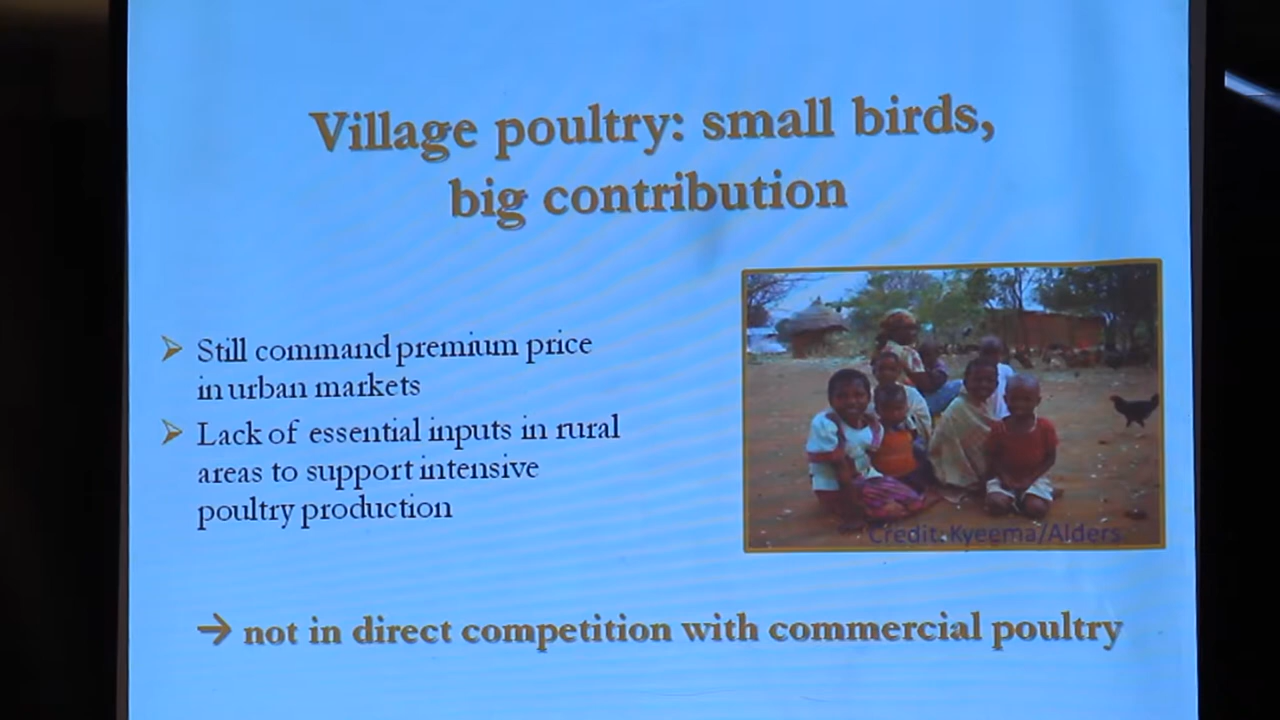 Village poultry: small birds,
big contribution
➢ Still command premium price
in urban markets
➢ Lack of essential inputs in rural
areas to support intensive
poultry production
Credit: Kyeema/Alders
→ not in direct competition with commercial poultry